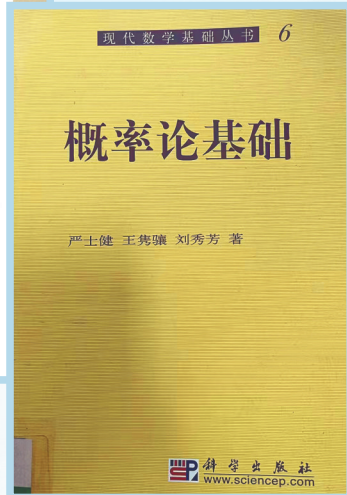 现代数学基础丛书 6
概率论基础
严士健 王隽骧 刘秀芳 著
科学出版社
www.sciencep.com